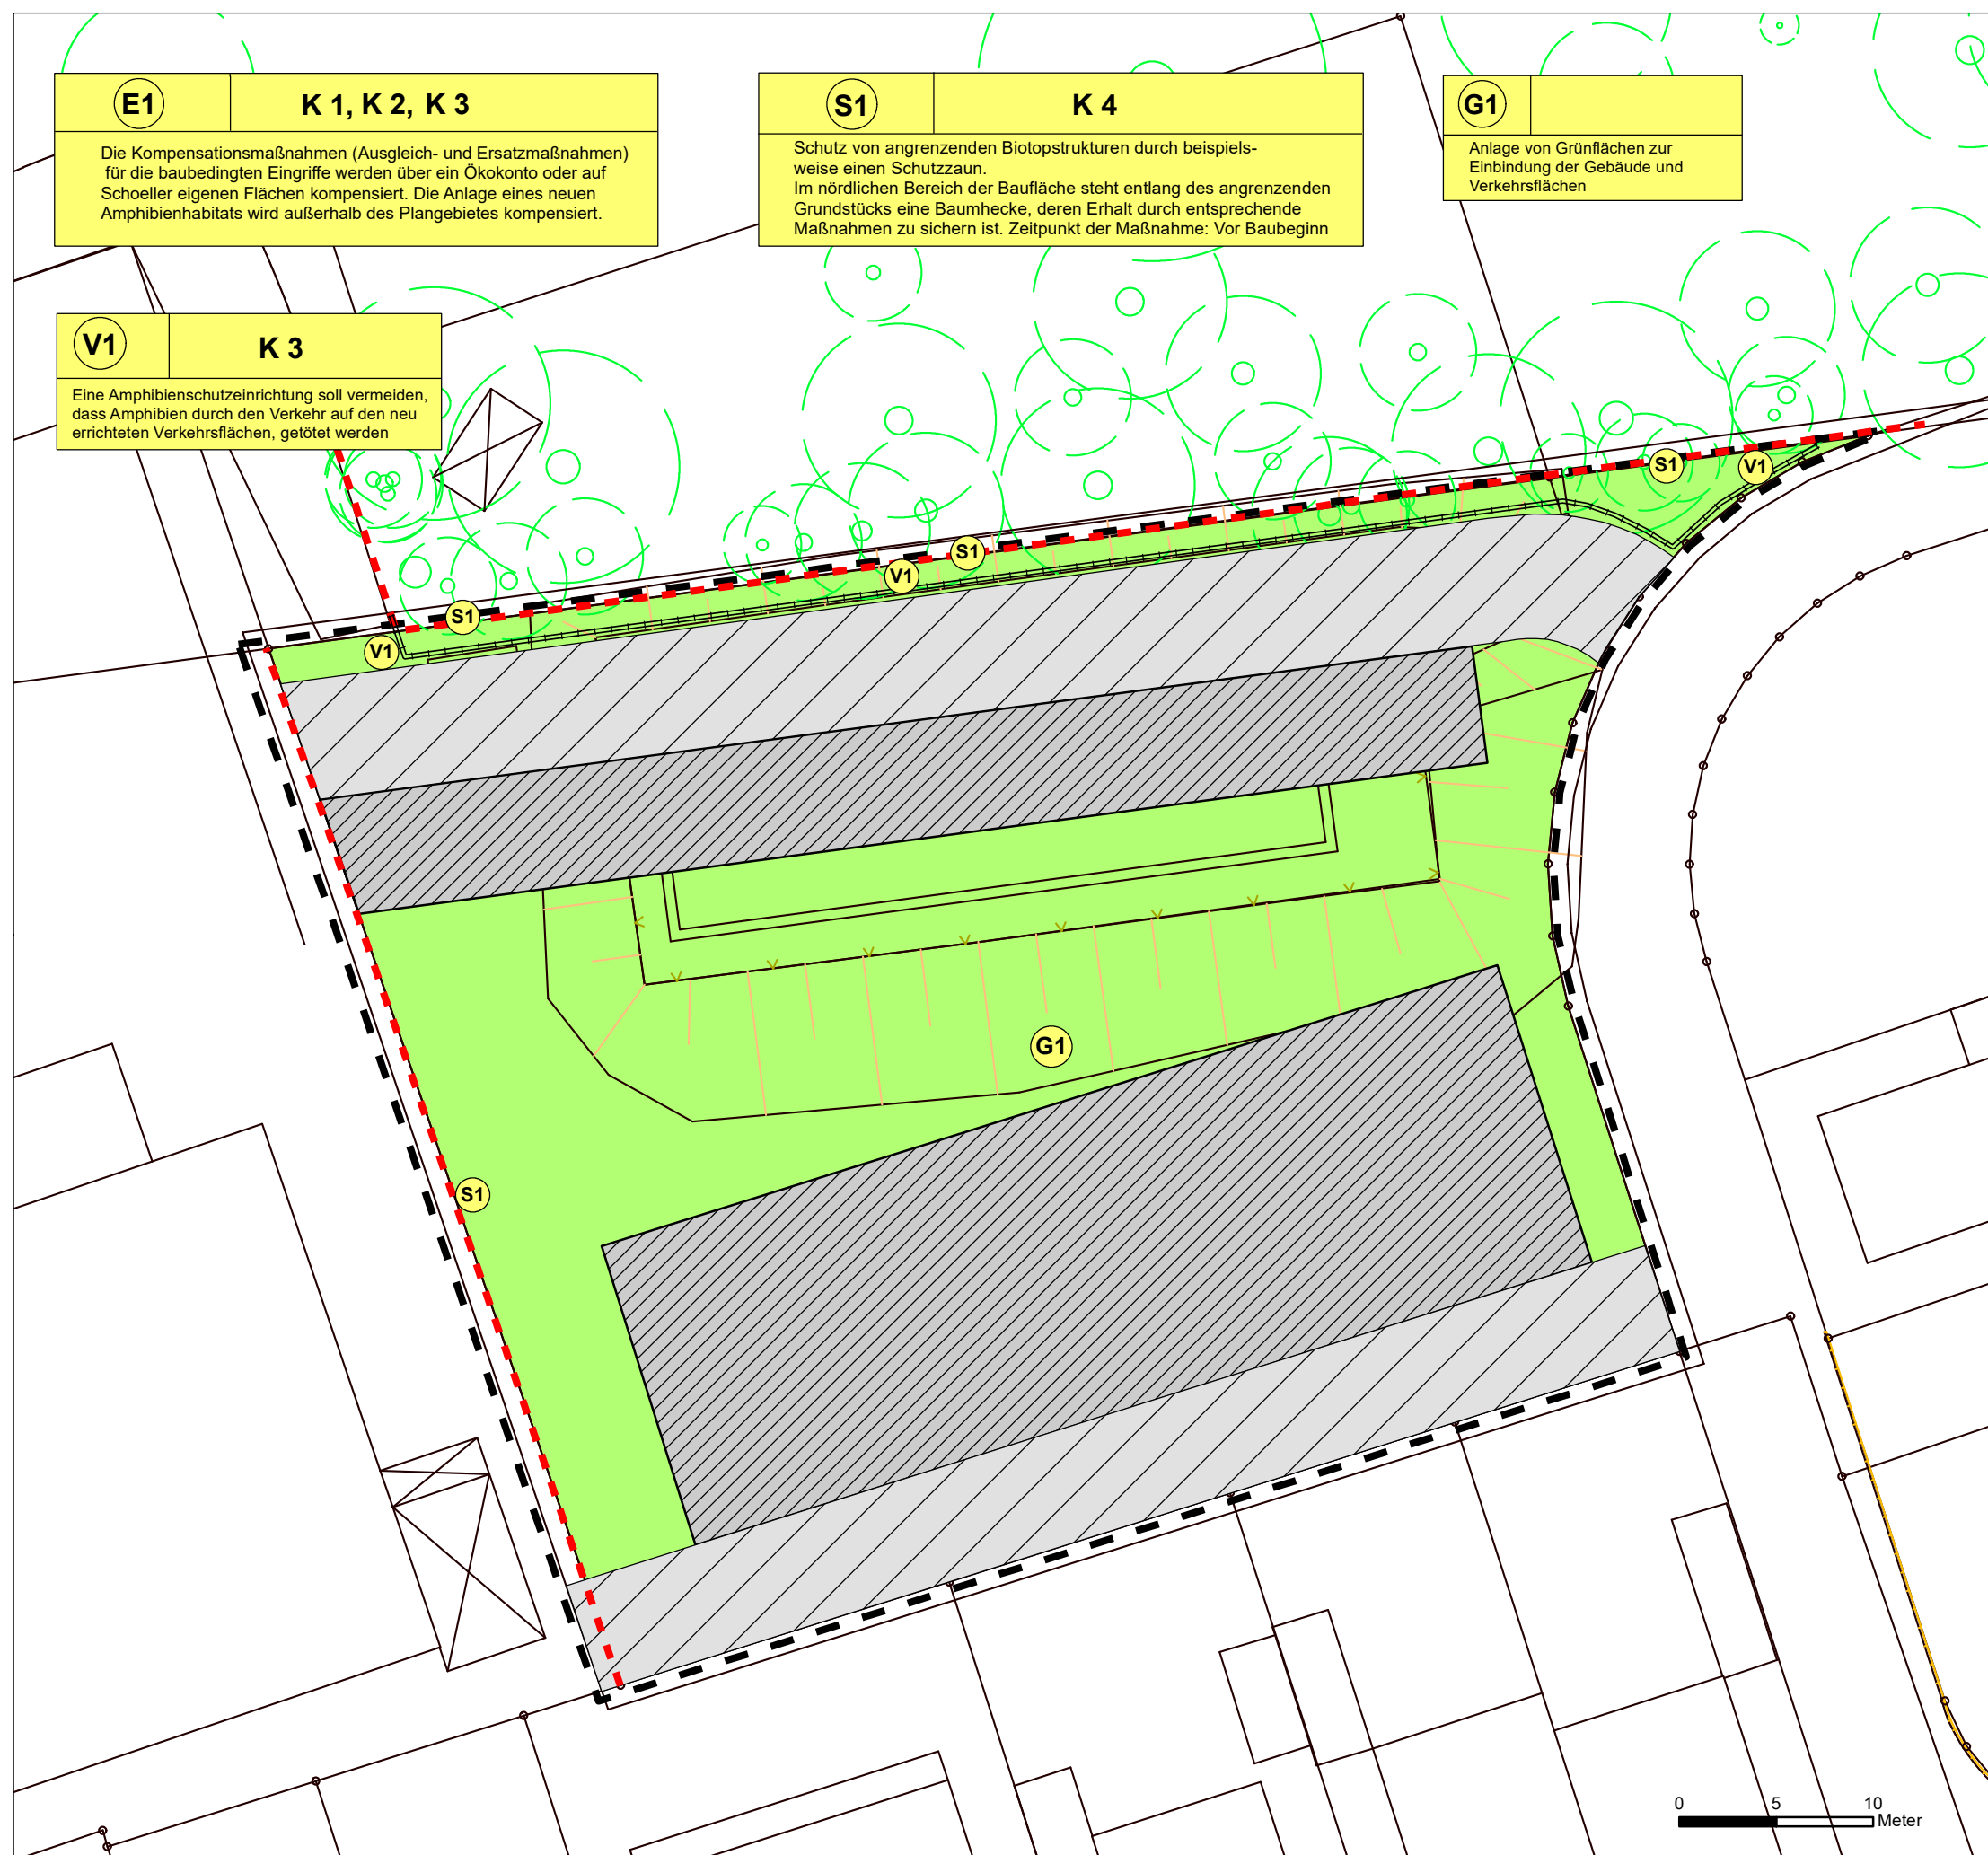 E1 K 1, K 2, K 3
Die Kompensationsmaßnahmen (Ausgleich- und Ersatzmaßnahmen)
für die baubedingten Eingriffe werden über ein Ökokonto oder auf
Schoeller eigenen Flächen kompensiert. Die Anlage eines neuen
Amphibienhabitats wird außerhalb des Plangebietes kompensiert.
S1 K 4
Schutz von angrenzenden Biotopstrukturen durch beispiels-
weise einen Schutzzaun.
Im nördlichen Bereich der Baufläche steht entlang des angrenzenden
Grundstücks eine Baumhecke, deren Erhalt durch entsprechende
Maßnahmen zu sichern ist. Zeitpunkt der Maßnahme: Vor Baubeginn
G1
Anlage von Grünflächen zur
Einbindung der Gebäude und
Verkehrsflächen
V1 K 3
Eine Amphibienschutzeinrichtung soll vermeiden,
dass Amphibien durch den Verkehr auf den neu
errichteten Verkehrsflächen, getötet werden
S1
V1
S1
V1
S1
V1
G1
S1
0 5 10
Meter